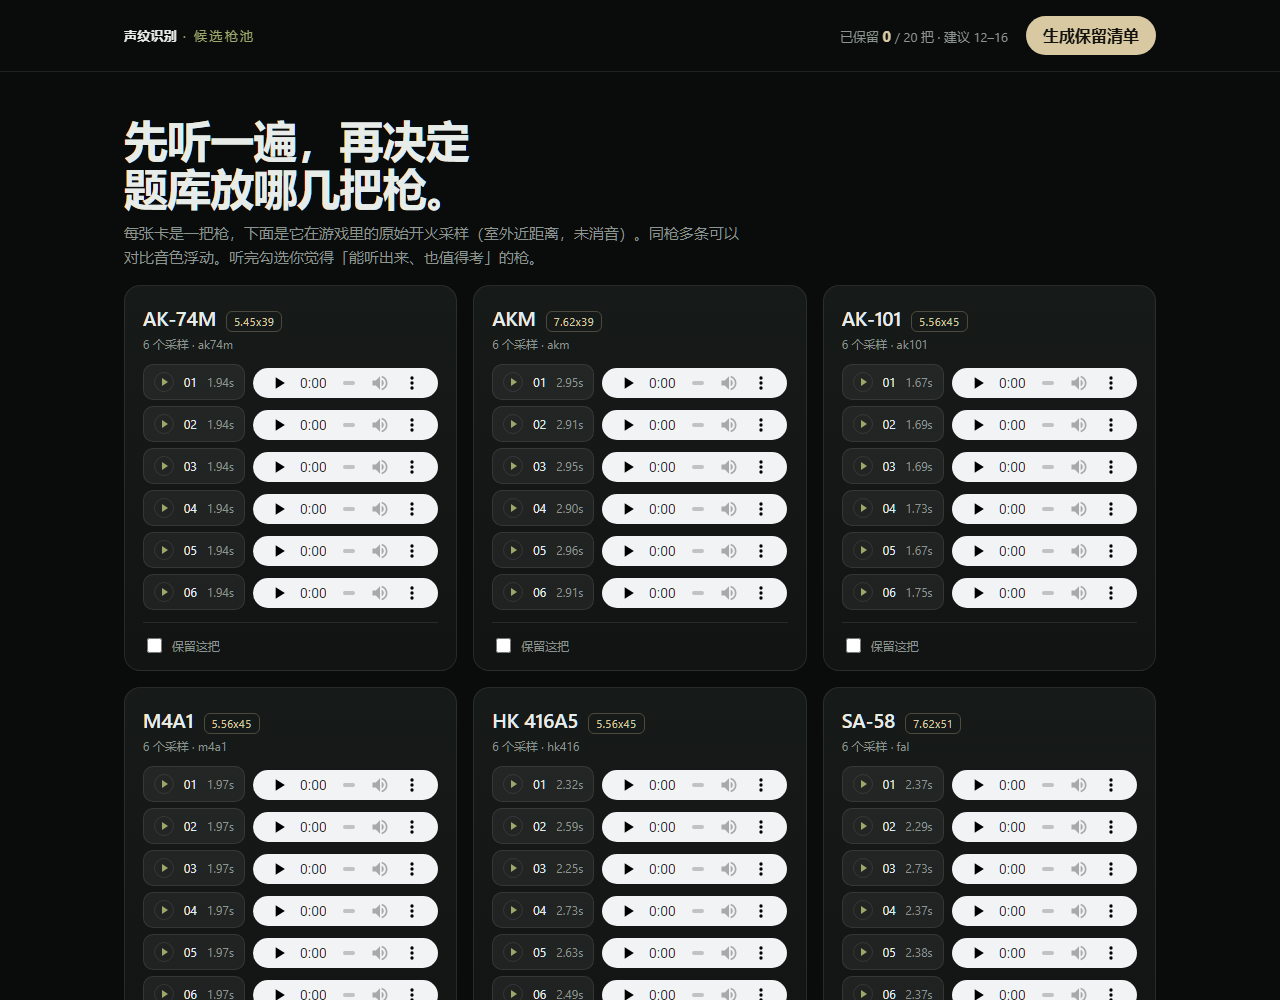 声纹识别 · 候选枪池
已保留 0 / 20 把 · 建议 12–16
生成保留清单
先听一遍，再决定
题库放哪几把枪。
每张卡是一把枪，下面是它在游戏里的原始开火采样（室外近距离，未消音）。同枪多条可以
对比音色浮动。听完勾选你觉得「能听出来、也值得考」的枪。
AK-74M 5.45x39
6 个采样 · ak74m
01 1.94s 0:00
02 1.94s 0:00
03 1.94s 0:00
04 1.94s 0:00
05 1.94s 0:00
06 1.94s 0:00
保留这把
AKM 7.62x39
6 个采样 · akm
01 2.95s 0:00
02 2.91s 0:00
03 2.95s 0:00
04 2.90s 0:00
05 2.96s 0:00
06 2.91s 0:00
保留这把
AK-101 5.56x45
6 个采样 · ak101
01 1.67s 0:00
02 1.69s 0:00
03 1.69s 0:00
04 1.73s 0:00
05 1.67s 0:00
06 1.75s 0:00
保留这把
M4A1 5.56x45
6 个采样 · m4a1
01 1.97s 0:00
02 1.97s 0:00
03 1.97s 0:00
04 1.97s 0:00
05 1.97s 0:00
06 1.97s 0:00
HK 416A5 5.56x45
6 个采样 · hk416
01 2.32s 0:00
02 2.59s 0:00
03 2.25s 0:00
04 2.73s 0:00
05 2.63s 0:00
06 2.49s 0:00
SA-58 7.62x51
6 个采样 · fal
01 2.37s 0:00
02 2.29s 0:00
03 2.73s 0:00
04 2.37s 0:00
05 2.38s 0:00
06 2.37s 0:00